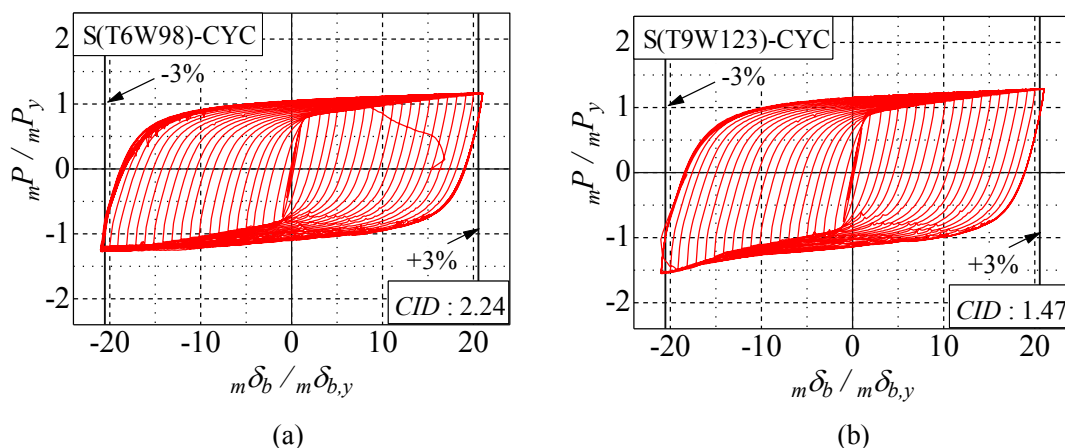 S(T6W98)-CYC
-3%
2
1
0
-1
-2
mP / mPy
+3%
CID : 2.24
-20 -10 0 10 20
mδb / mδb,y
(a)
S(T9W123)-CYC
-3%
2
1
0
-1
-2
mP / mPy
+3%
CID : 1.47
-20 -10 0 10 20
mδb / mδb,y
(b)